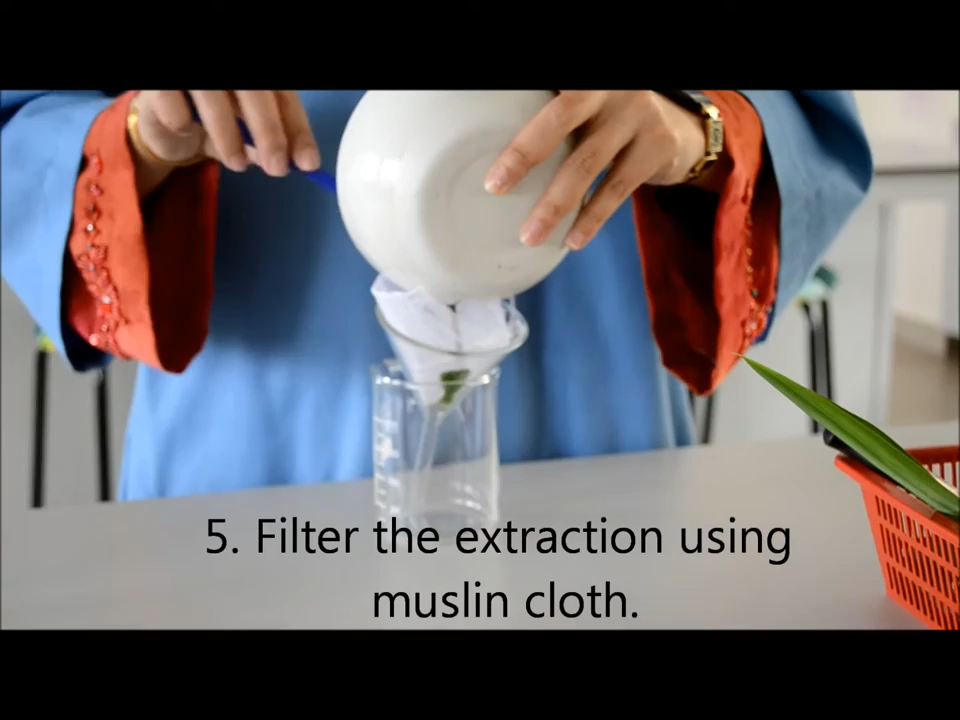 5. Filter the extraction using
muslin cloth.